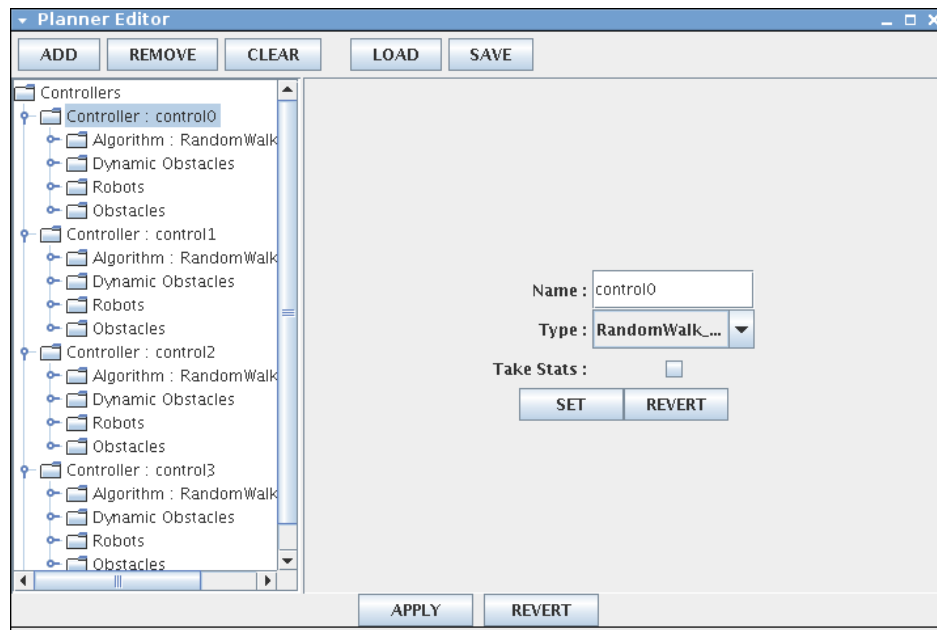 Planner Editor
ADD REMOVE CLEAR LOAD SAVE
Controllers
Controller : control0
Algorithm : RandomWalk
Dynamic Obstacles
Robots
Obstacles
Controller : control1
Algorithm : RandomWalk
Dynamic Obstacles
Robots
Obstacles
Controller : control2
Algorithm : RandomWalk
Dynamic Obstacles
Robots
Obstacles
Controller : control3
Algorithm : RandomWalk
Dynamic Obstacles
Robots
Obstacles
Name : control0
Type : RandomWalk_...
Take Stats :
SET REVERT
APPLY REVERT